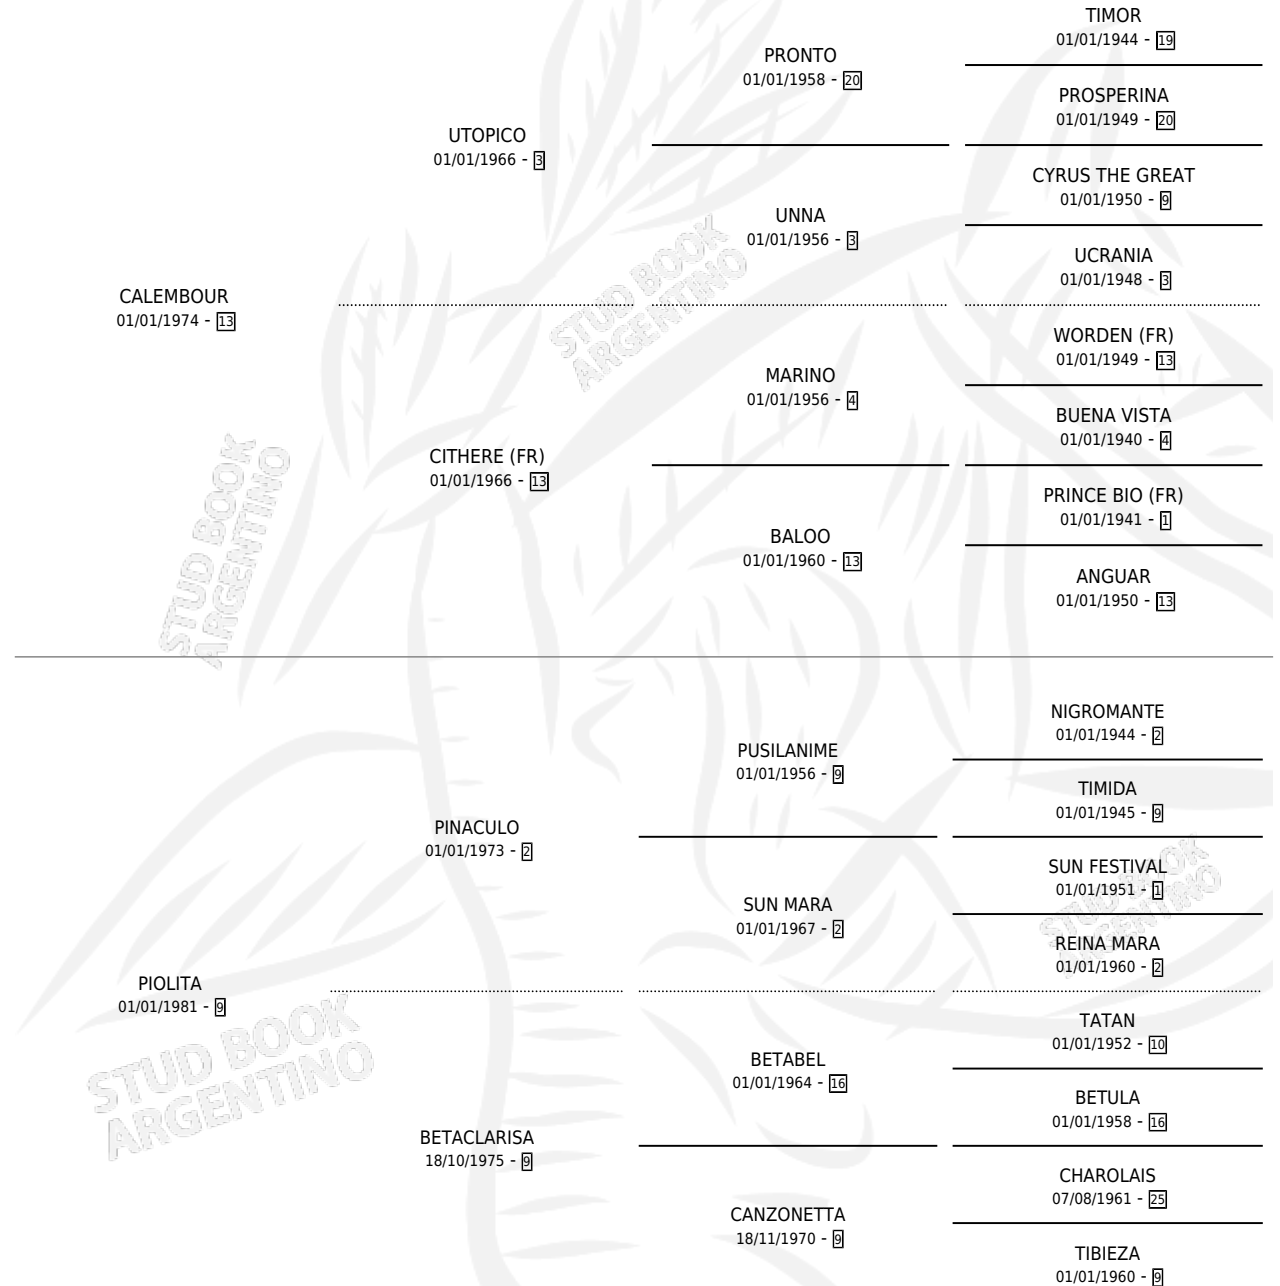 TIMOR
01/01/1944 - 19
PRONTO
01/01/1958 - 20
PROSPERINA
01/01/1949 - 20
UTOPICO
01/01/1966 - 3
CYRUS THE GREAT
01/01/1950 - 9
UNNA
01/01/1956 - 3
UCRANIA
01/01/1948 - 3
CALEMBOUR
01/01/1974 - 13
WORDEN (FR)
01/01/1949 - 13
MARINO
01/01/1956 - 4
BUENA VISTA
01/01/1940 - 4
CITHERE (FR)
01/01/1966 - 13
PRINCE BIO (FR)
01/01/1941 - 1
BALOO
01/01/1960 - 13
ANGUAR
01/01/1950 - 13
NIGROMANTE
01/01/1944 - 2
PUSILANIME
01/01/1956 - 9
TIMIDA
01/01/1945 - 9
PINACULO
01/01/1973 - 2
SUN FESTIVAL
01/01/1951 - 1
SUN MARA
01/01/1967 - 2
REINA MARA
01/01/1960 - 2
PIOLITA
01/01/1981 - 9
TATAN
01/01/1952 - 10
BETABEL
01/01/1964 - 16
BETULA
01/01/1958 - 16
BETACLARISA
18/10/1975 - 9
CHAROLAIS
07/08/1961 - 25
CANZONETTA
18/11/1970 - 9
TIBIEZA
01/01/1960 - 9
STUD BOOK
ARGENTINO
STUD BOOK
ARGENTINO
STUD BOOK
ARGENTINO
STUD BOOK
ARGENTINO